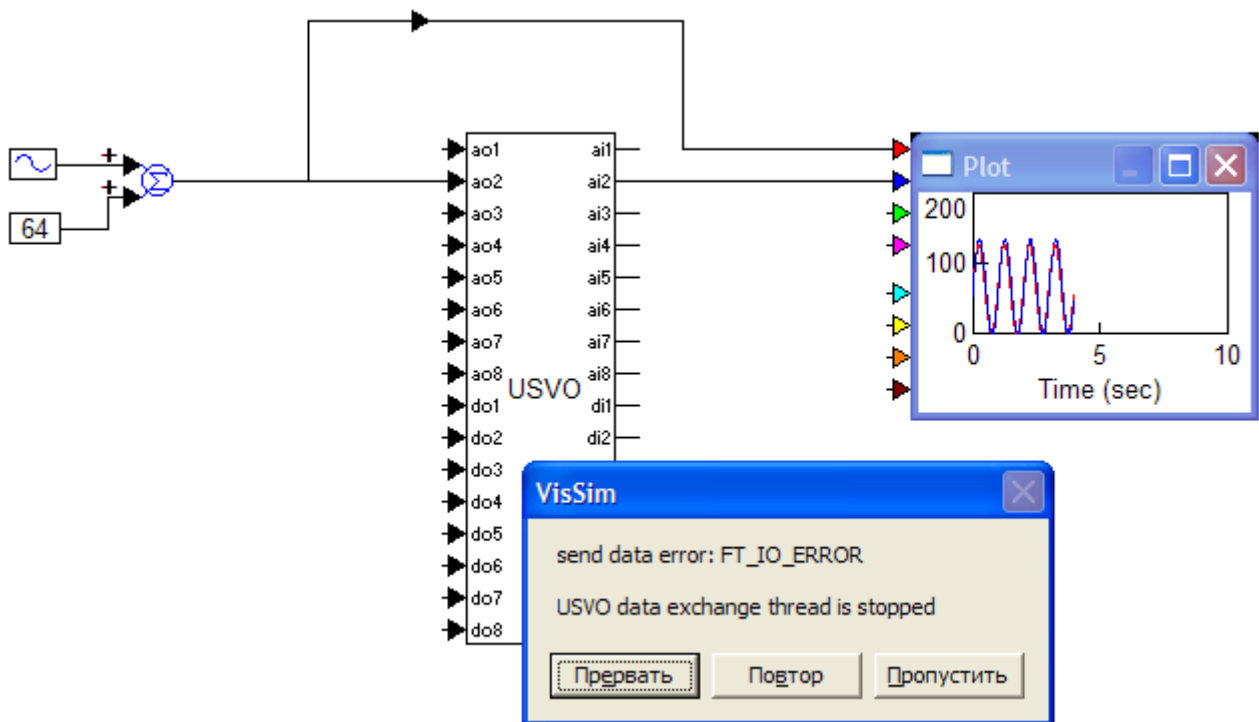 +
+
64
ao1
ao2
ao3
ao4
ao5
ao6
ao7
ao8
do1
do2
do3
do4
do5
do6
do7
do8
USVO
ai1
ai2
ai3
ai4
ai5
ai6
ai7
ai8
di1
di2
Plot
200
100
0
0 5 10
Time (sec)
VisSim
send data error: FT_IO_ERROR
USVO data exchange thread is stopped
Прервать Повтор Пропустить